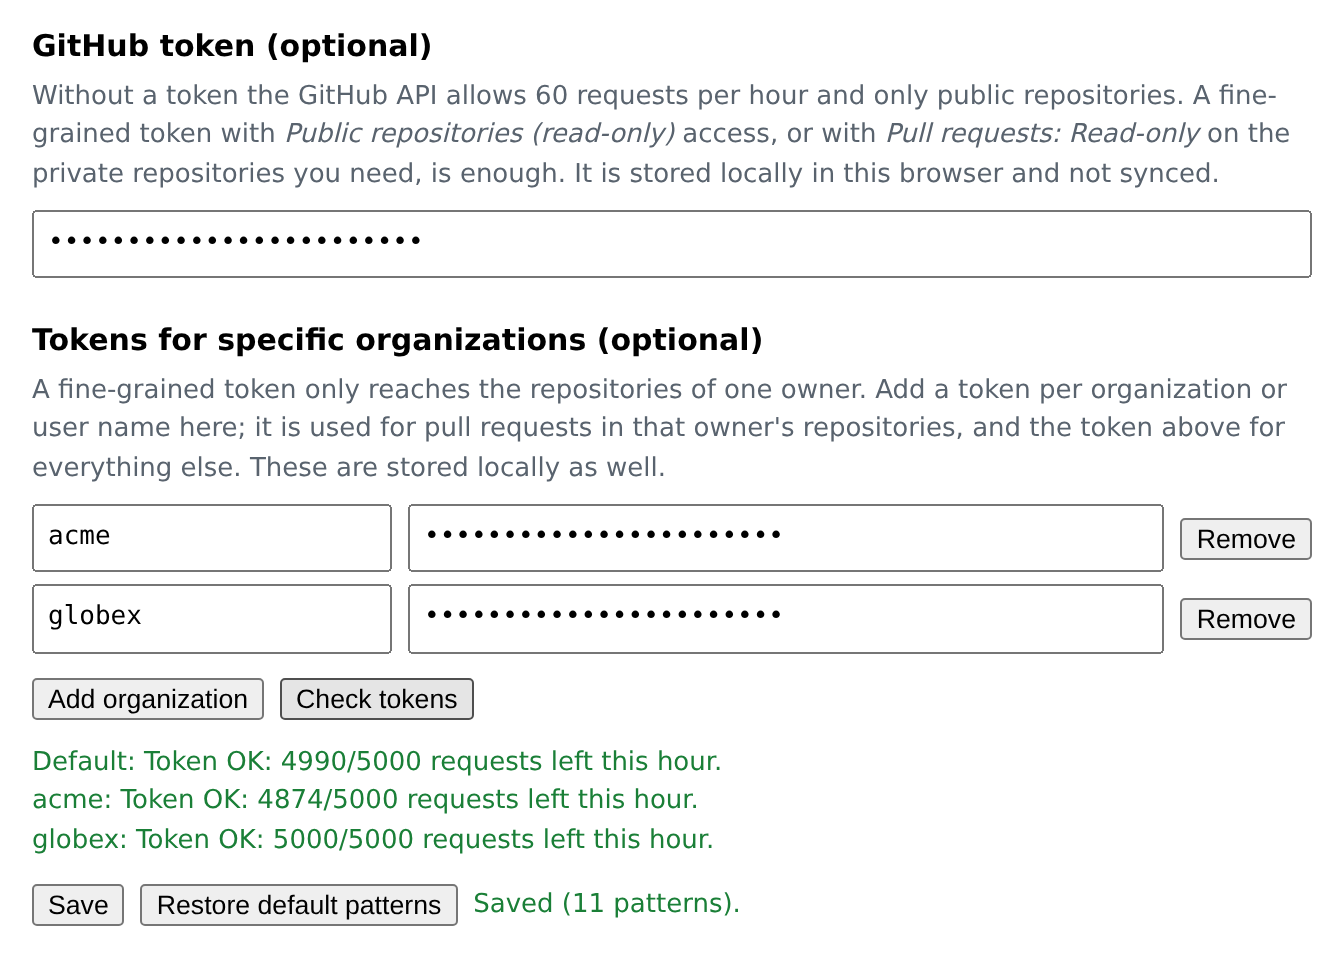 GitHub token (optional)
Without a token the GitHub API allows 60 requests per hour and only public repositories. A fine-
grained token with Public repositories (read-only) access, or with Pull requests: Read-only on the
private repositories you need, is enough. It is stored locally in this browser and not synced.
••••••••••••••••••••••••
Tokens for specific organizations (optional)
A fine-grained token only reaches the repositories of one owner. Add a token per organization or
user name here; it is used for pull requests in that owner's repositories, and the token above for
everything else. These are stored locally as well.
acme ••••••••••••••••••••••• Remove
globex ••••••••••••••••••••••• Remove
Add organization Check tokens
Default: Token OK: 4990/5000 requests left this hour.
acme: Token OK: 4874/5000 requests left this hour.
globex: Token OK: 5000/5000 requests left this hour.
Save Restore default patterns Saved (11 patterns).